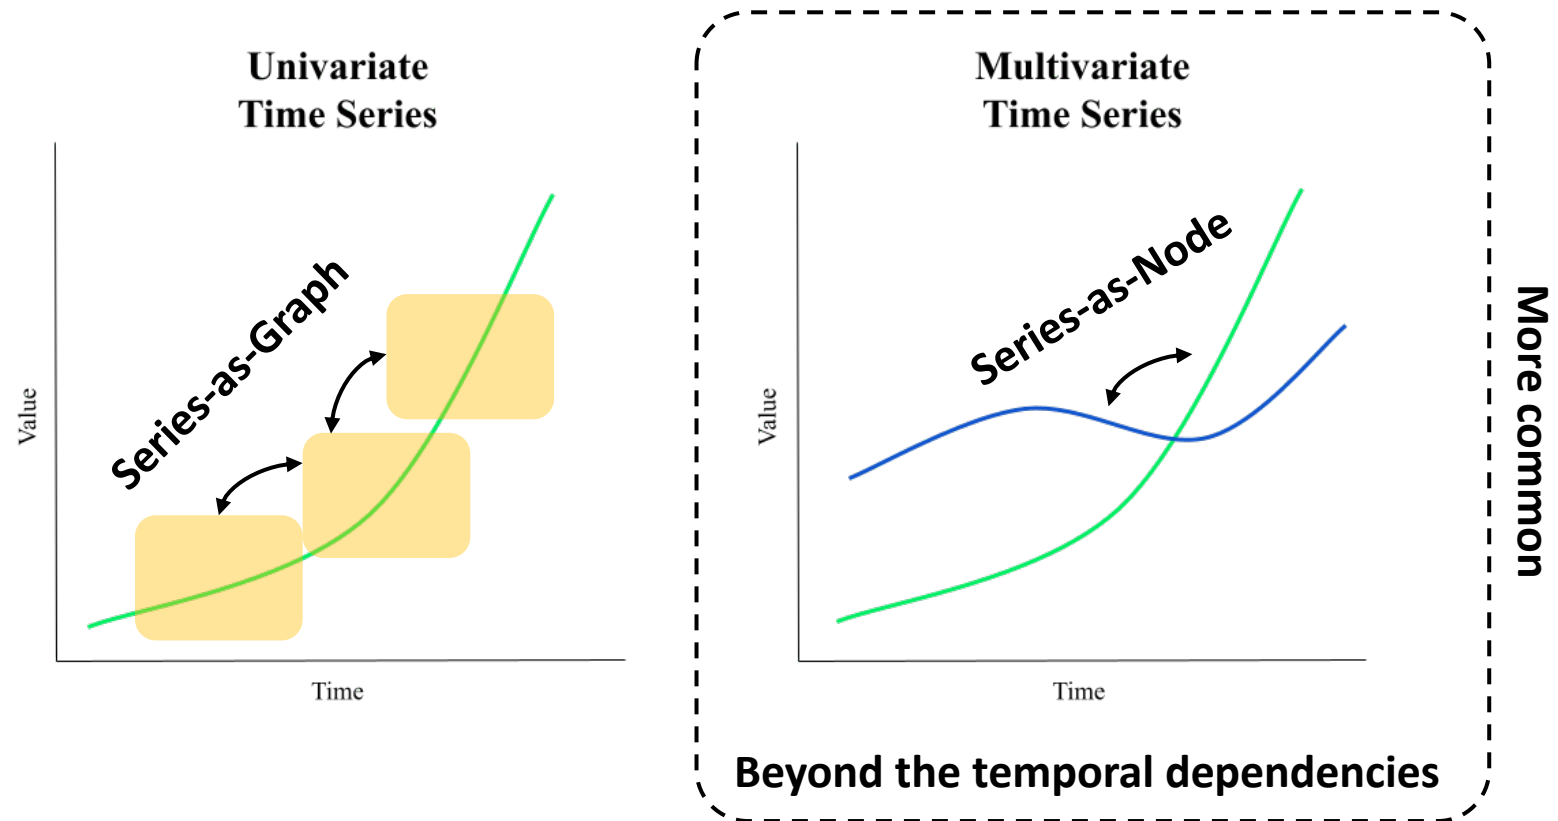 Univariate
Time Series
Series-as-Graph
Value
Time
Multivariate
Time Series
Series-as-Node
Value
Time
Beyond the temporal dependencies
More common